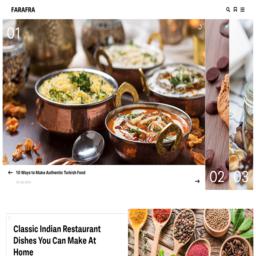 FARAFRA
01
02
03
10 Ways to Make Authentic Turkish Food
Classic Indian Restaurant
Dishes You Can Make At
Home